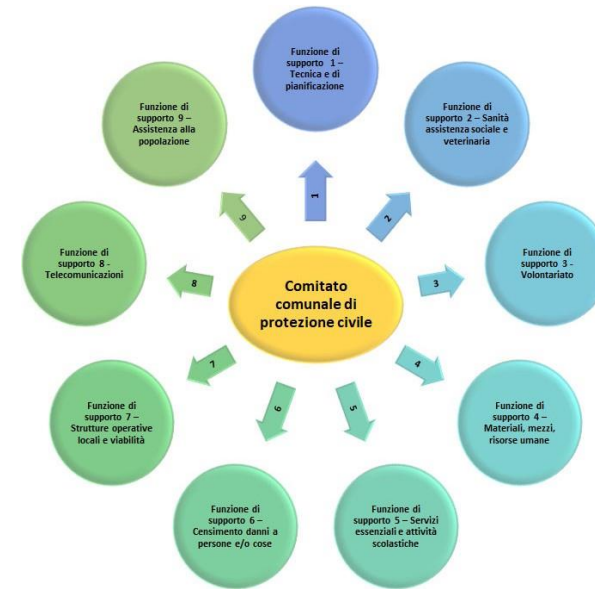 Funzione di
supporto 1 –
Tecnica e di
pianificazione
Funzione di
supporto 2 – Sanità
assistenza sociale e
veterinaria
Funzione di
supporto 3 -
Volontariato
Funzione di
supporto 4 –
Materiali, mezzi,
risorse umane
Funzione di
supporto 5 – Servizi
essenziali e attività
scolastiche
Funzione di
supporto 6 –
Censimento danni a
persone e/o cose
Funzione di
supporto 7 –
Strutture operative
locali e viabilità
Funzione di
supporto 8 -
Telecomunicazioni
Funzione di
supporto 9 –
Assistenza alla
popolazione
1
2
3
4
5
6
7
8
9
Comitato
comunale di
protezione civile